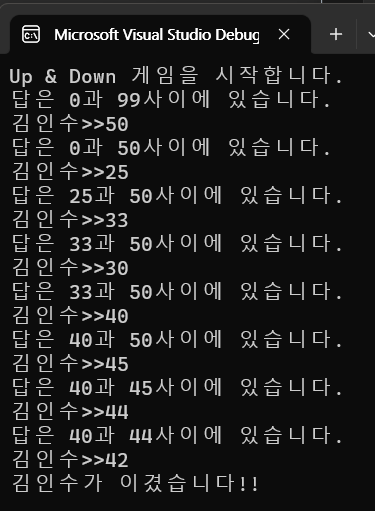 Microsoft Visual Studio Debug
Up & Down 게임을 시작합니다.
답은 0과 99사이에 있습니다.
김인수>>50
답은 0과 50사이에 있습니다.
김인수>>25
답은 25과 50사이에 있습니다.
김인수>>33
답은 33과 50사이에 있습니다.
김인수>>30
답은 33과 50사이에 있습니다.
김인수>>40
답은 40과 50사이에 있습니다.
김인수>>45
답은 40과 45사이에 있습니다.
김인수>>44
답은 40과 44사이에 있습니다.
김인수>>42
김인수가 이겼습니다!!